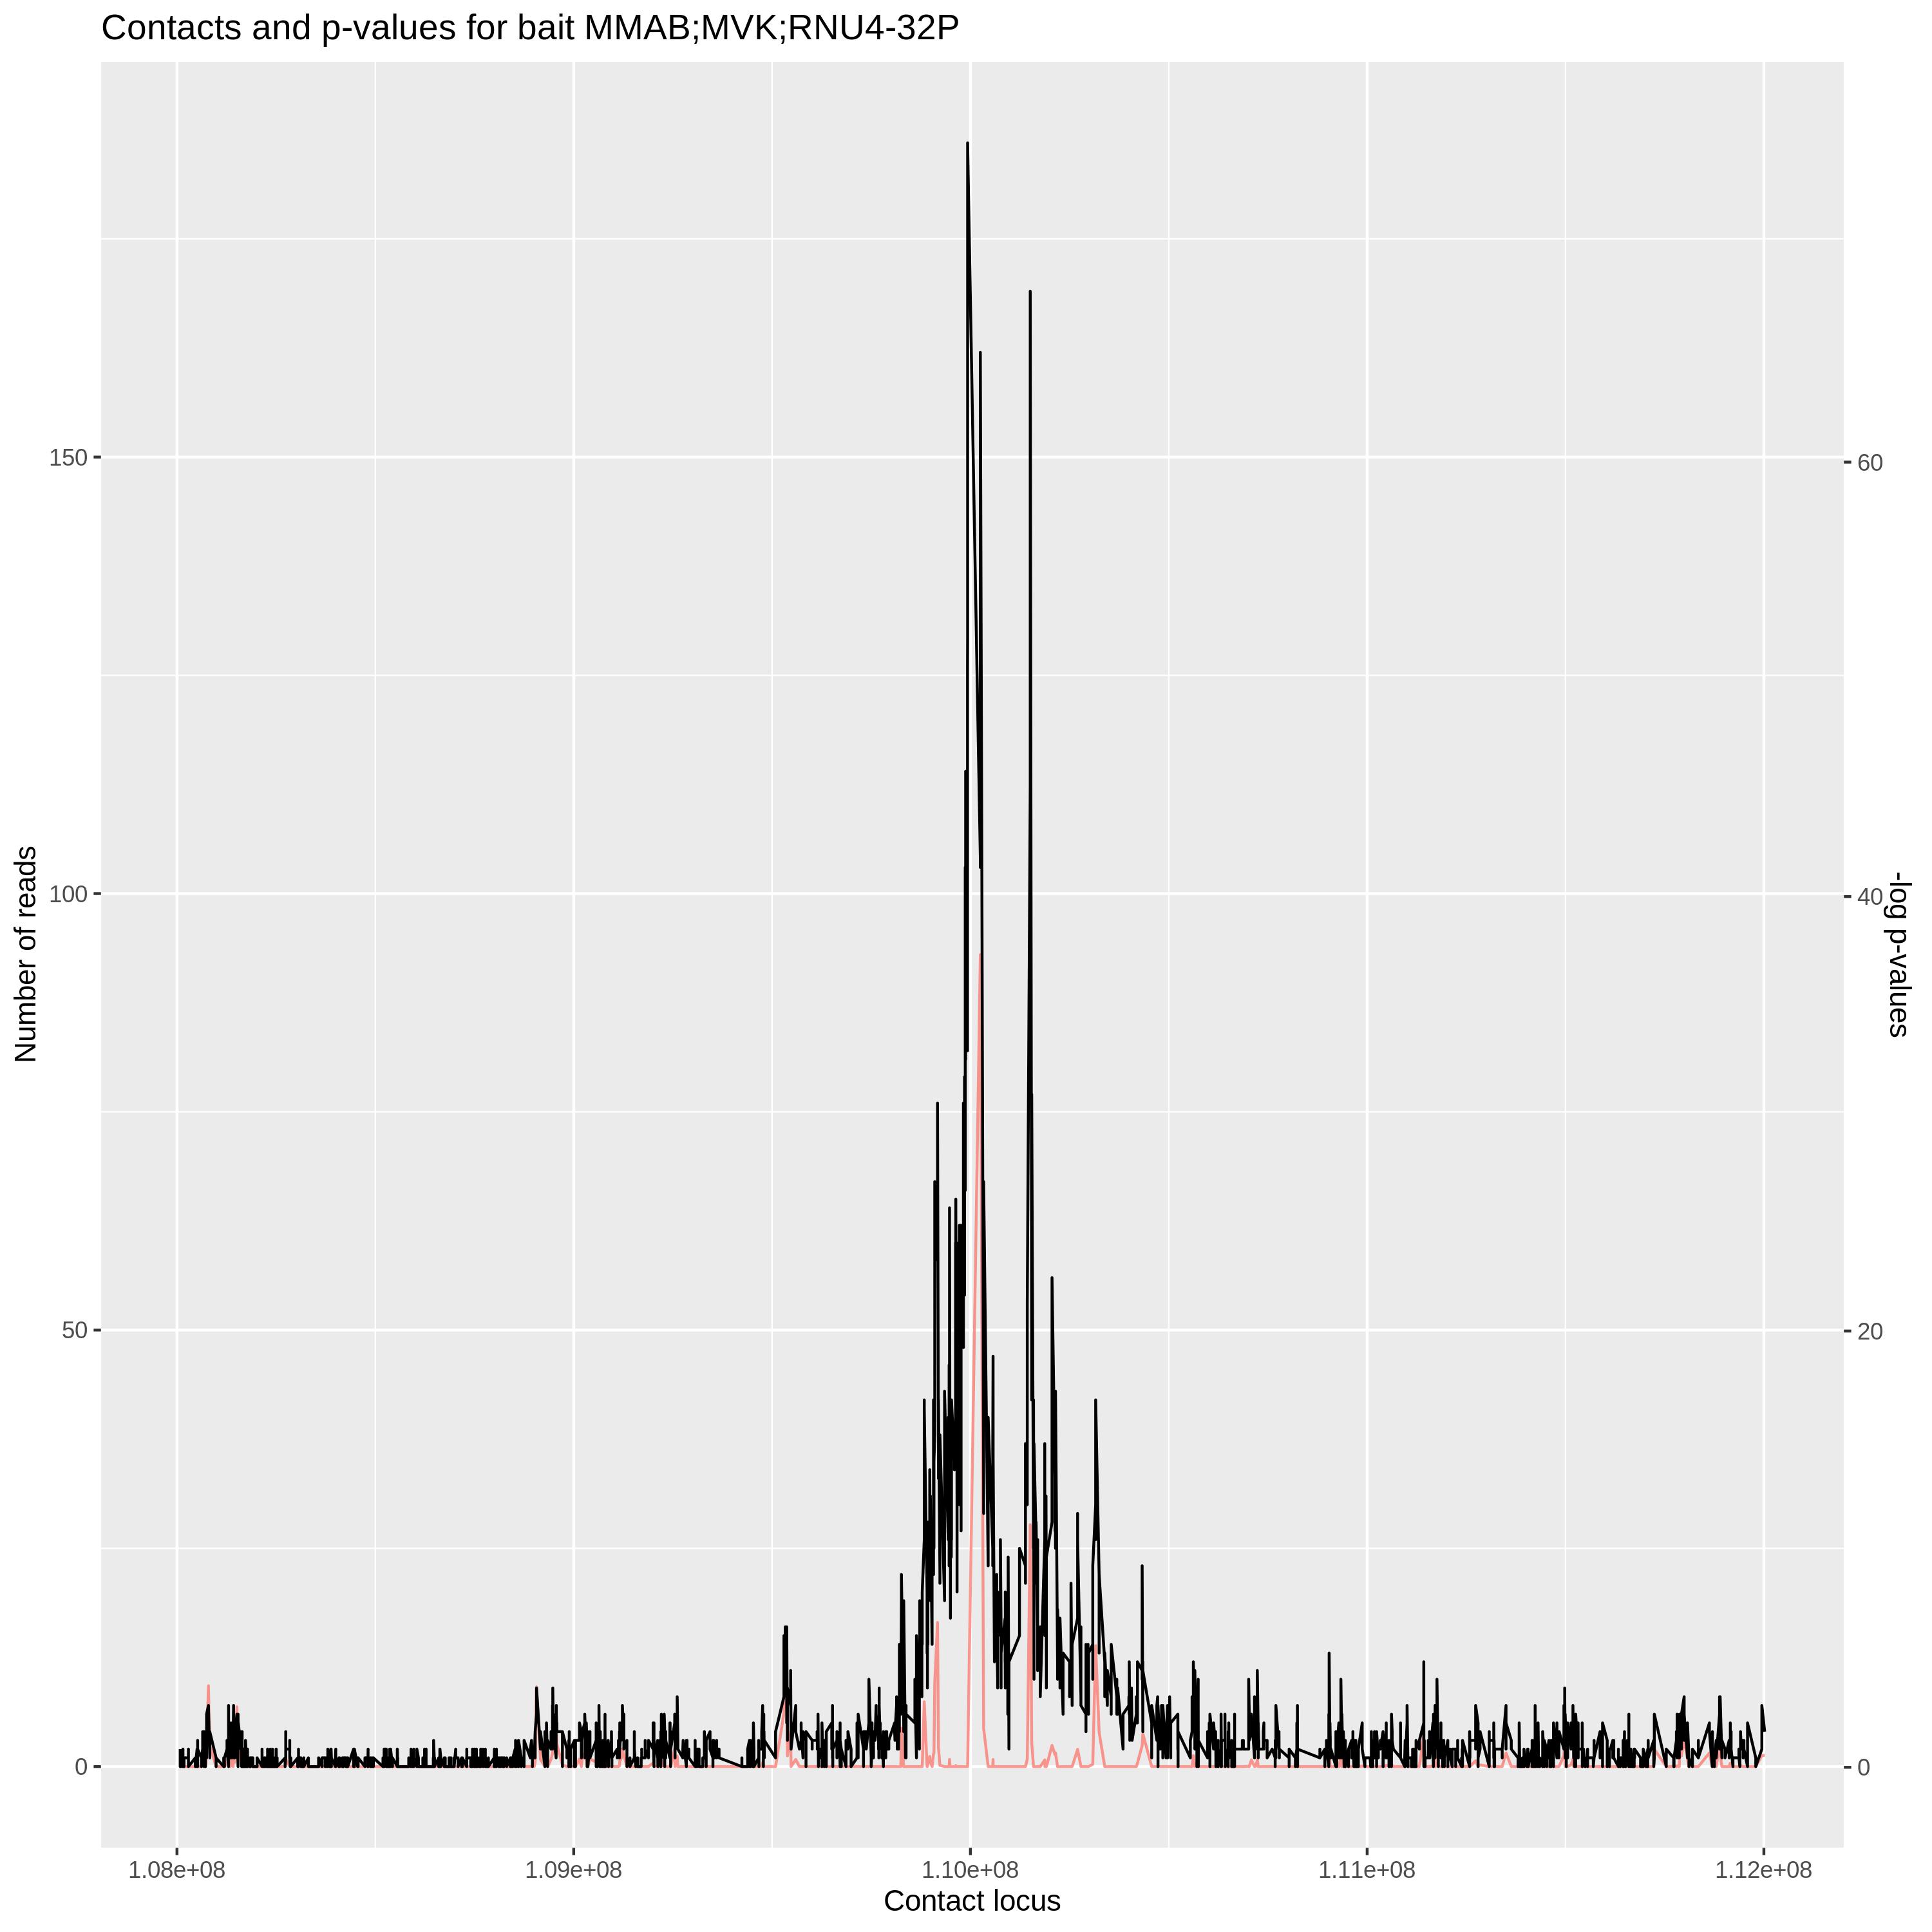 Contacts and p-values for bait MMAB;MVK;RNU4-32P
Number of reads
150
100
50
0
60
40
20
0
-log p-values
1.08e+08 1.09e+08 1.10e+08 1.11e+08 1.12e+08
Contact locus